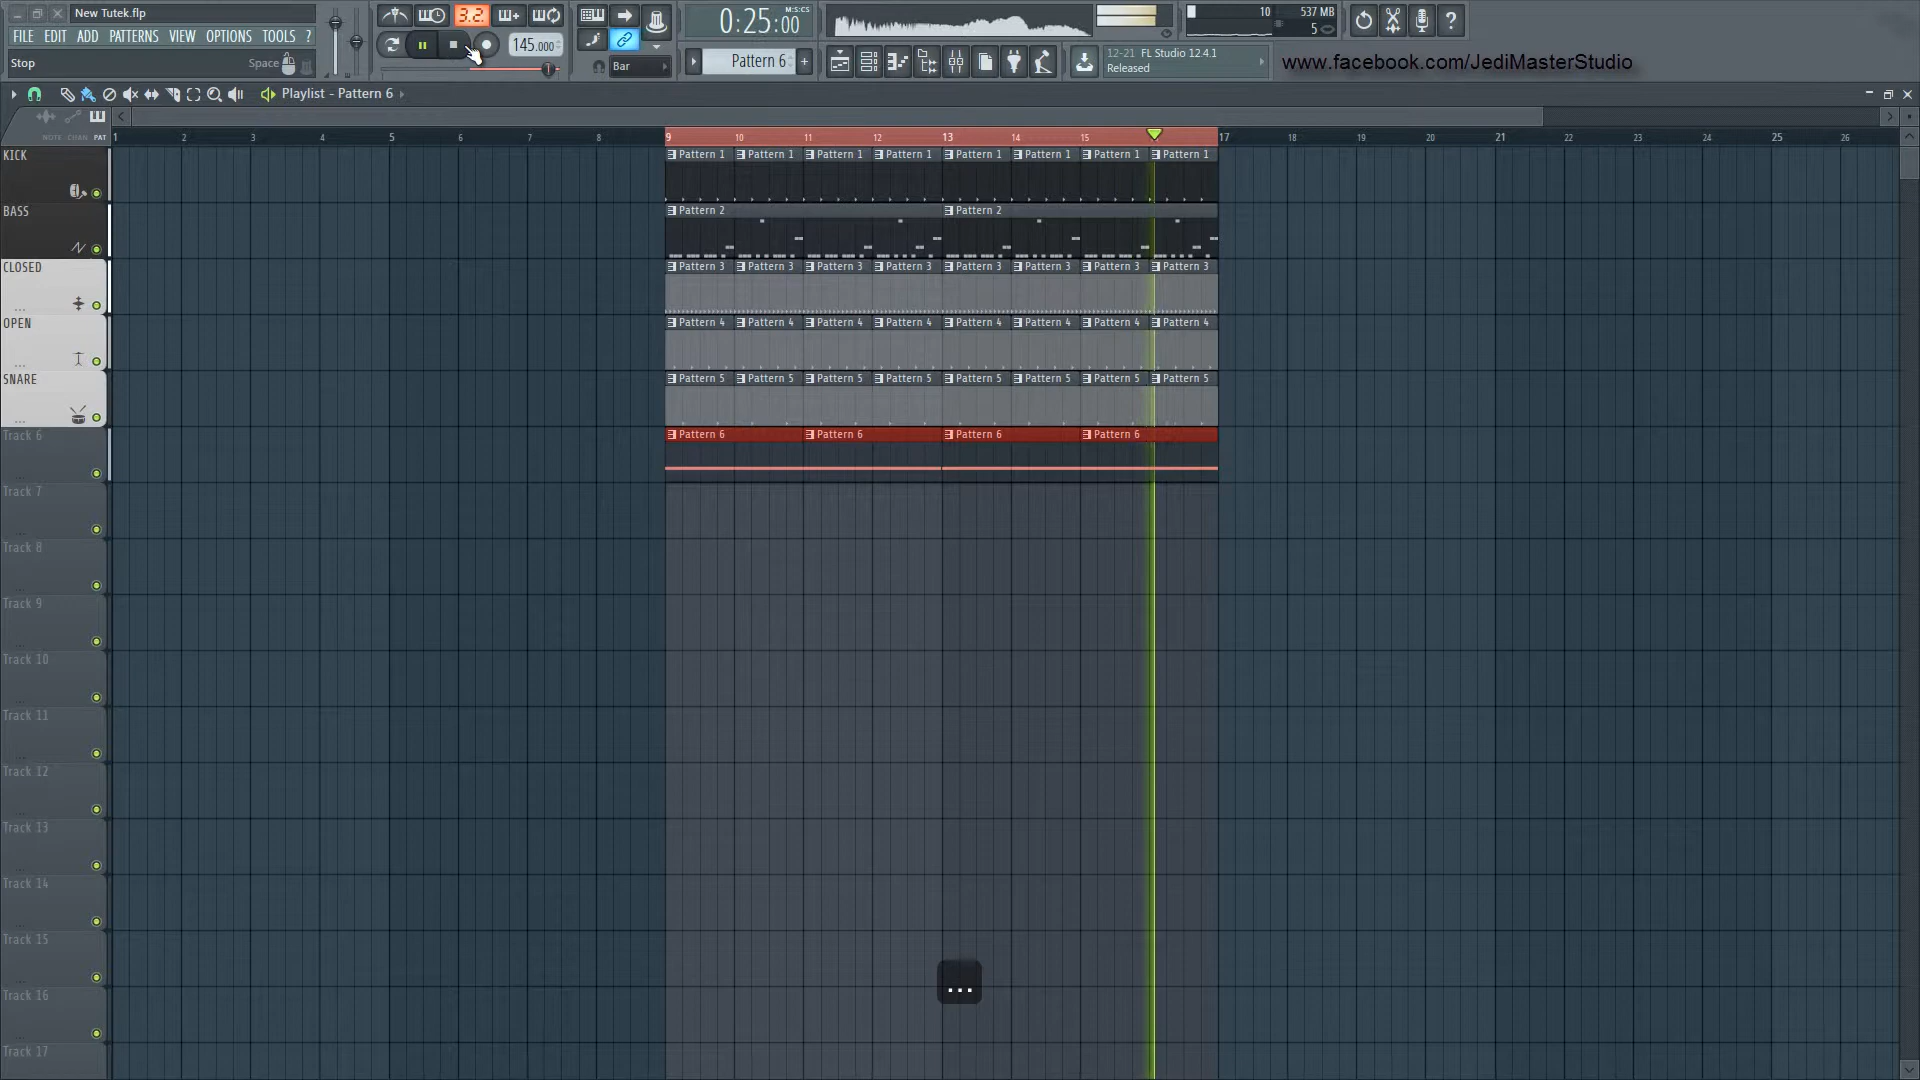 New Tutek.flp
FILE EDIT ADD PATTERNS VIEW OPTIONS TOOLS ?
Stop Space
3.2.
145.000
Bar
0:25:00 M:S:CS
Pattern 6 +
10 537 MB
5
12-21 FL Studio 12.4.1
Released
www.facebook.com/JediMasterStudio
Playlist - Pattern 6
NOTE CHAN PAT
1 2 3 4 5 6 7 8 9 10 11 12 13 14 15 17 18 19 20 21 22 23 24 25 26
KICK
Pattern 1 Pattern 1 Pattern 1 Pattern 1 Pattern 1 Pattern 1 Pattern 1 Pattern 1
BASS
Pattern 2 Pattern 2
CLOSED
Pattern 3 Pattern 3 Pattern 3 Pattern 3 Pattern 3 Pattern 3 Pattern 3 Pattern 3
OPEN
Pattern 4 Pattern 4 Pattern 4 Pattern 4 Pattern 4 Pattern 4 Pattern 4 Pattern 4
SNARE
Pattern 5 Pattern 5 Pattern 5 Pattern 5 Pattern 5 Pattern 5 Pattern 5 Pattern 5
Track 6
Pattern 6 Pattern 6 Pattern 6 Pattern 6
Track 7
Track 8
Track 9
Track 10
Track 11
Track 12
Track 13
Track 14
Track 15
Track 16
Track 17
...